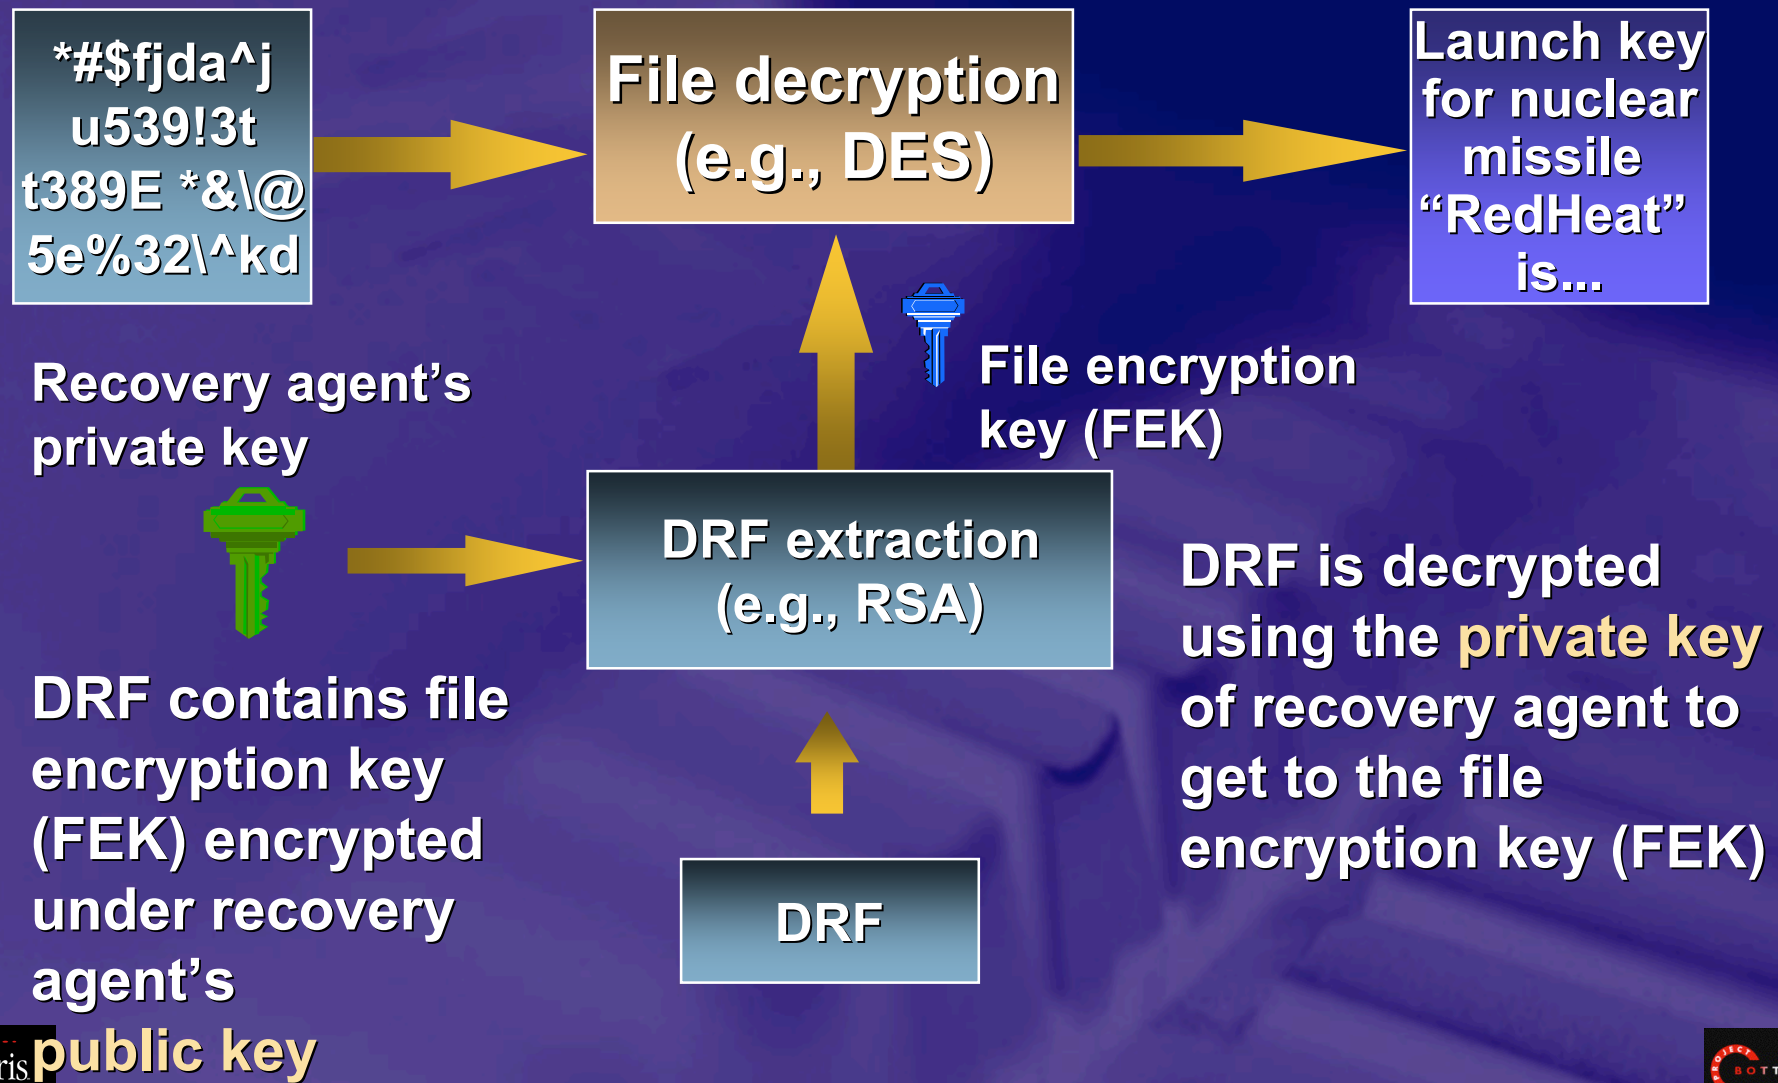 *#$fjda^j
u539!3t
t389E *&\@
5e%32\^kd
File decryption
(e.g., DES)
Launch key
for nuclear
missile
“RedHeat”
is...
Recovery agent’s
private key
File encryption
key (FEK)
DRF extraction
(e.g., RSA)
DRF is decrypted
using the private key
of recovery agent to
get to the file
encryption key (FEK)
DRF contains file
encryption key
(FEK) encrypted
under recovery
agent’s
public key
DRF
ris
PROJECT
BOTT